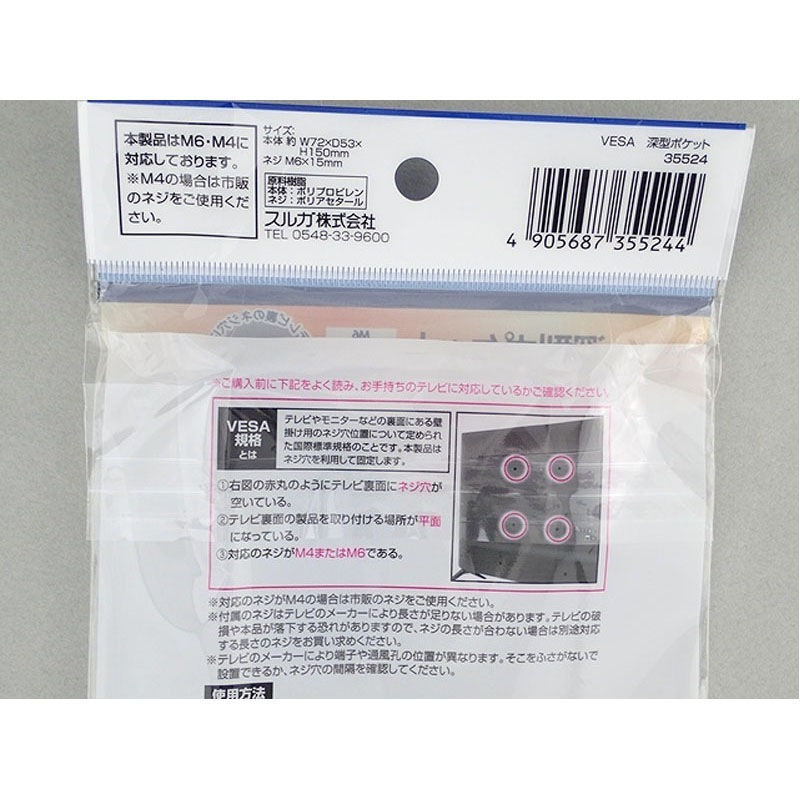 本製品はM6・M4に
対応しております。
※M4の場合は市販
のネジをご使用くだ
さい。
サイズ:
本体 約 W72×D53×
H150mm
ネジ M6×15mm
原料樹脂
本体：ポリプロピレン
ネジ：ポリアセタール
フルガ株式会社
TEL 0548-33-9600
VESA 深型ポケット
35524
4 905687 355244
テレビ裏のネジ穴に
M6
深型ポケット
※ご購入前に下記をよく読み、お手持ちのテレビに対応しているかご確認ください。
VESA
規格
とは
テレビやモニターなどの裏面にある壁
掛け用のネジ穴位置について定められ
た国際標準規格のことです。本製品は
ネジ穴を利用して固定します。
①右図の赤丸のようにテレビ裏面にネジ穴が
空いている。
②テレビ裏面の製品を取り付ける場所が平面
になっている。
③対応のネジがM4またはM6である。
※対応のネジがM4の場合は市販のネジをご使用ください。
※付属のネジはテレビのメーカーにより長さが足りない場合があります。テレビの破
損や本品が落下する恐れがありますので、ネジの長さが合わない場合は別途対応
する長さのネジをお買い求めください。
※テレビのメーカーにより端子や通風孔の位置が異なります。そこをふさがないで
設置できるか、ネジ穴の間隔を確認してください。
使用方法